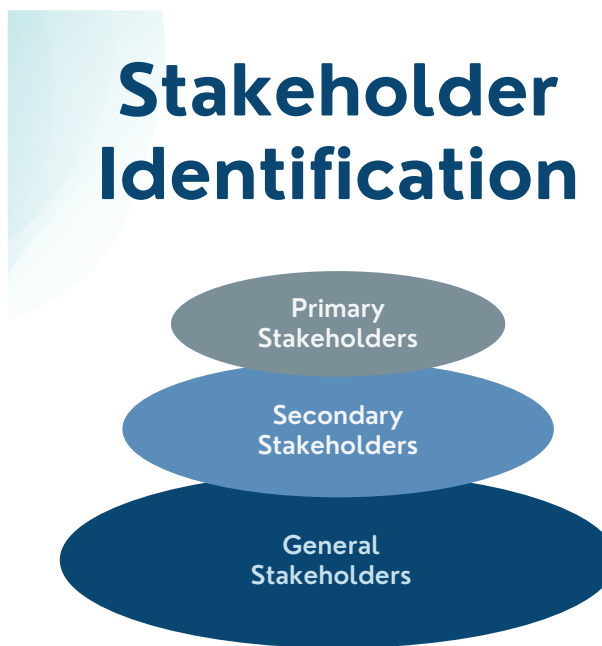 Stakeholder
Identification
Primary
Stakeholders
Secondary
Stakeholders
General
Stakeholders